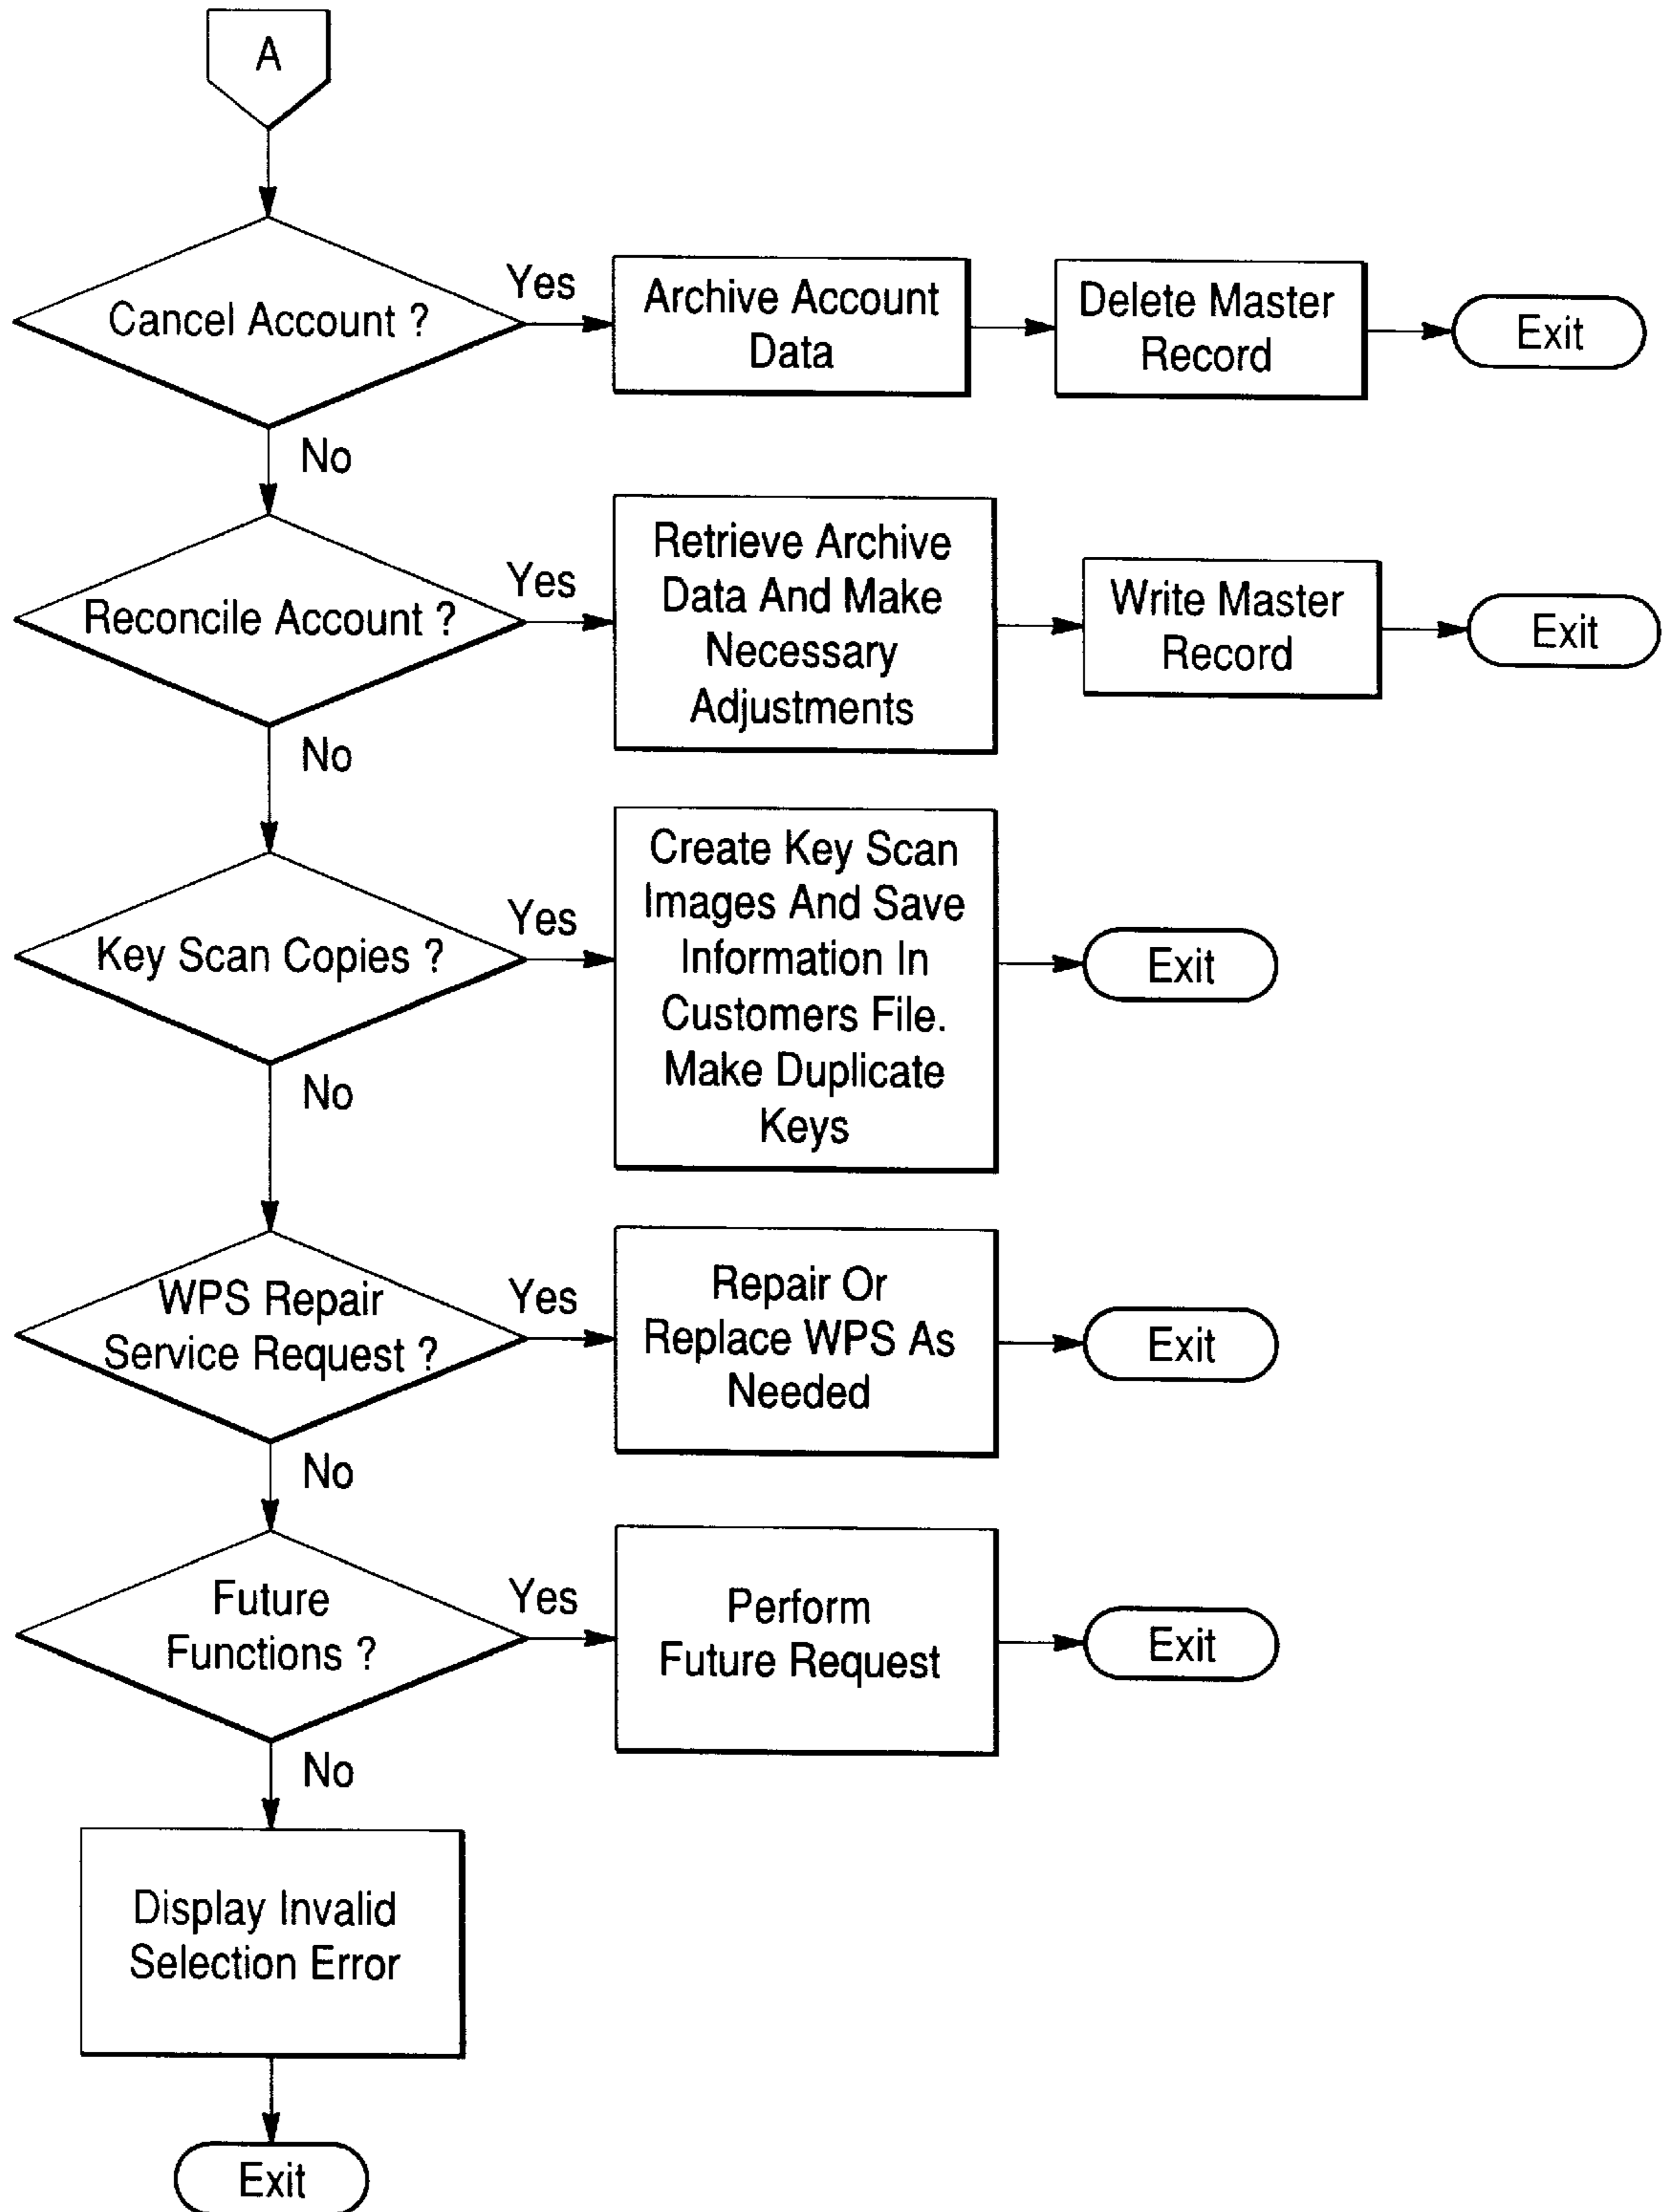 A
Cancel Account ?
Yes
Archive Account
Data
Delete Master
Record
Exit
No
Reconcile Account ?
Yes
Retrieve Archive
Data And Make
Necessary
Adjustments
Write Master
Record
Exit
No
Key Scan Copies ?
Yes
Create Key Scan
Images And Save
Information In
Customers File.
Make Duplicate
Keys
Exit
No
WPS Repair
Service Request ?
Yes
Repair Or
Replace WPS As
Needed
Exit
No
Future
Functions ?
Yes
Perform
Future Request
Exit
No
Display Invalid
Selection Error
Exit